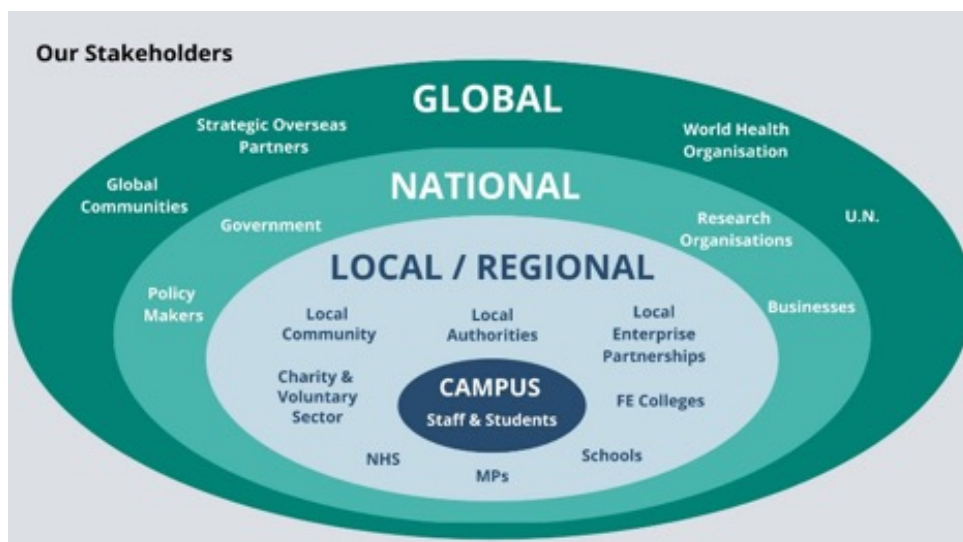 Our Stakeholders
GLOBAL
Strategic Overseas
Partners
World Health
Organisation
Global
Communities
U.N.
NATIONAL
Government
Research
Organisations
Policy
Makers
Businesses
LOCAL / REGIONAL
Local
Community
Local
Authorities
Local
Enterprise
Partnerships
Charity &
Voluntary
Sector
FE Colleges
NHS
MPs
Schools
CAMPUS
Staff & Students